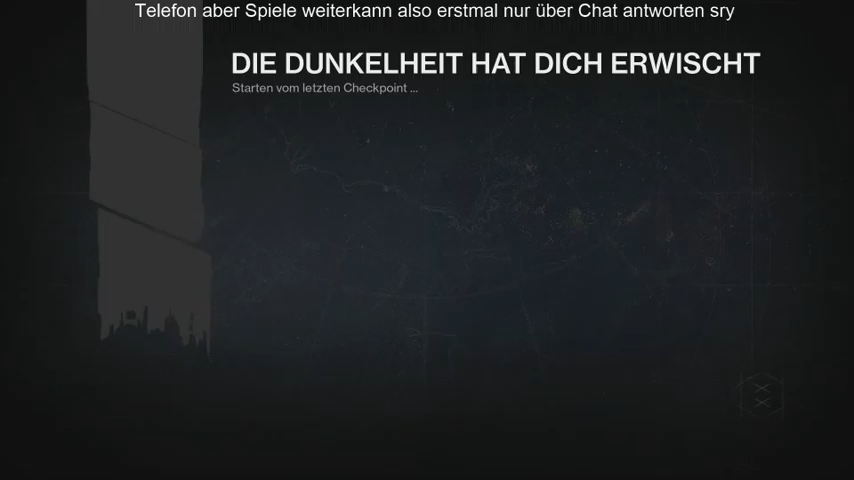 Telefon aber Spiele weiterkann also erstmal nur über Chat antworten sry
DIE DUNKELHEIT HAT DICH ERWISCHT
Starten vom letzten Checkpoint ...